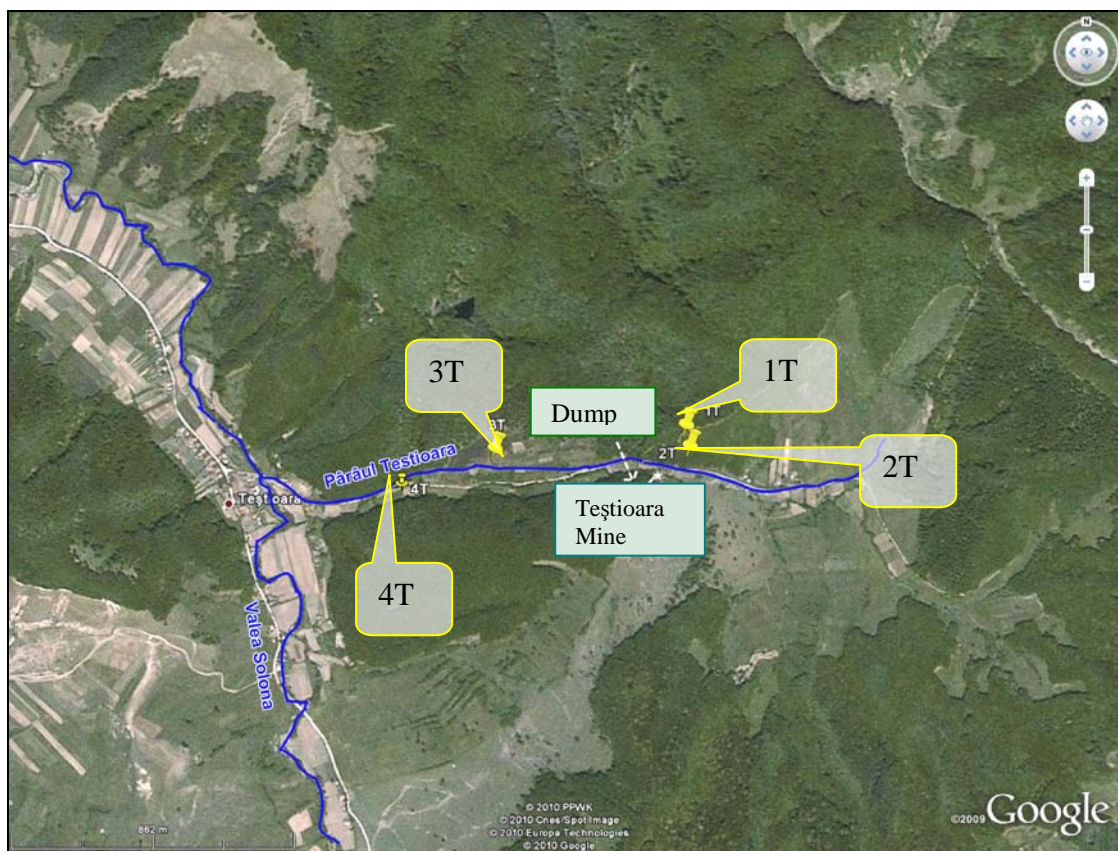 N
3T
1T
Dump
1T
3T
2T
2T
Pârâul Teştioara
4T
Teştioara
Teştioara
Mine
4T
Valea Solona
862 m
© 2010 PPWK
© 2010 Cnes/Spot Image
© 2010 Europa Technologies
© 2010 Google
©2009 Google